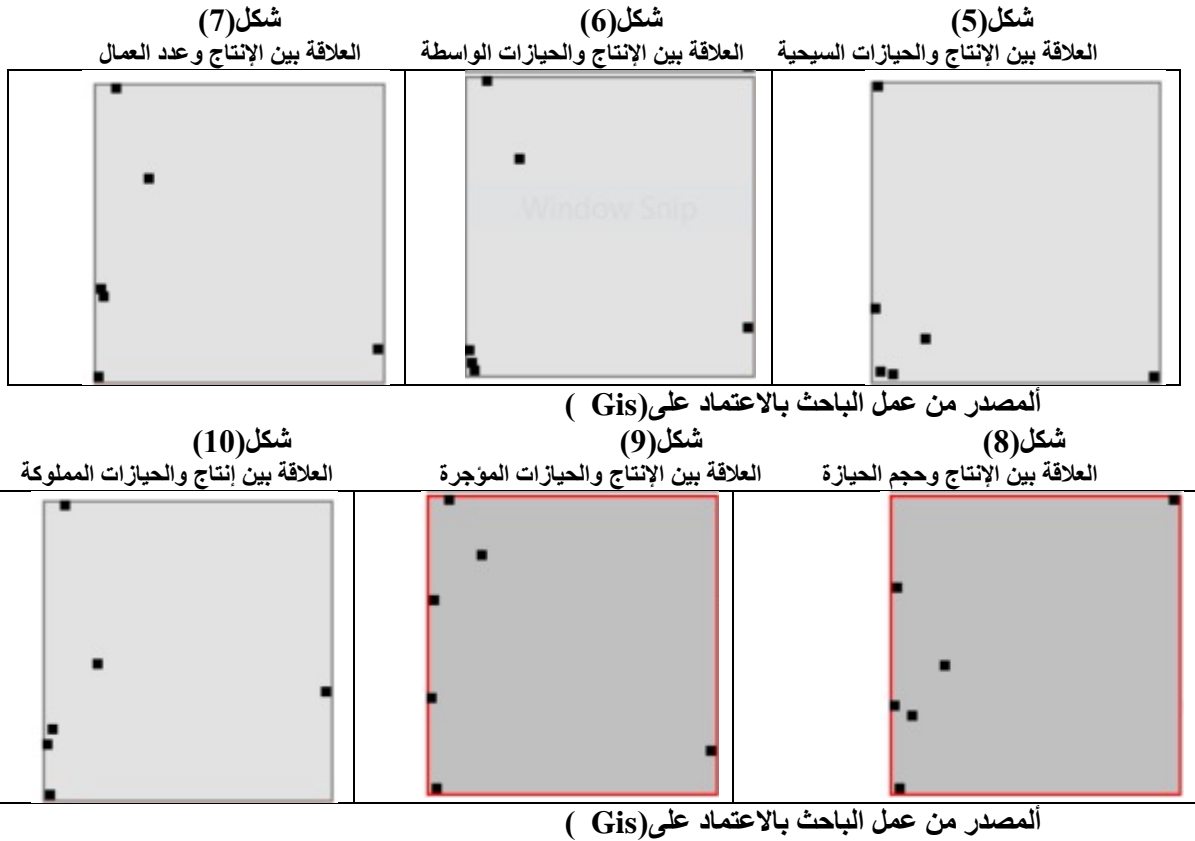 شكل(5) شكل(6) شكل(7)
العلاقة بين الإنتاج والحيازات السيحية العلاقة بين الإنتاج والحيازات الواسطة العلاقة بين الإنتاج وعدد العمال
Window Snip
ألمصدر من عمل الباحث بالاعتماد على(Gis )
شكل(8) شكل(9) شكل(10)
العلاقة بين الإنتاج وحجم الحيازة العلاقة بين الإنتاج والحيازات المؤجرة العلاقة بين إنتاج والحيازات المملوكة
ألمصدر من عمل الباحث بالاعتماد على(Gis )